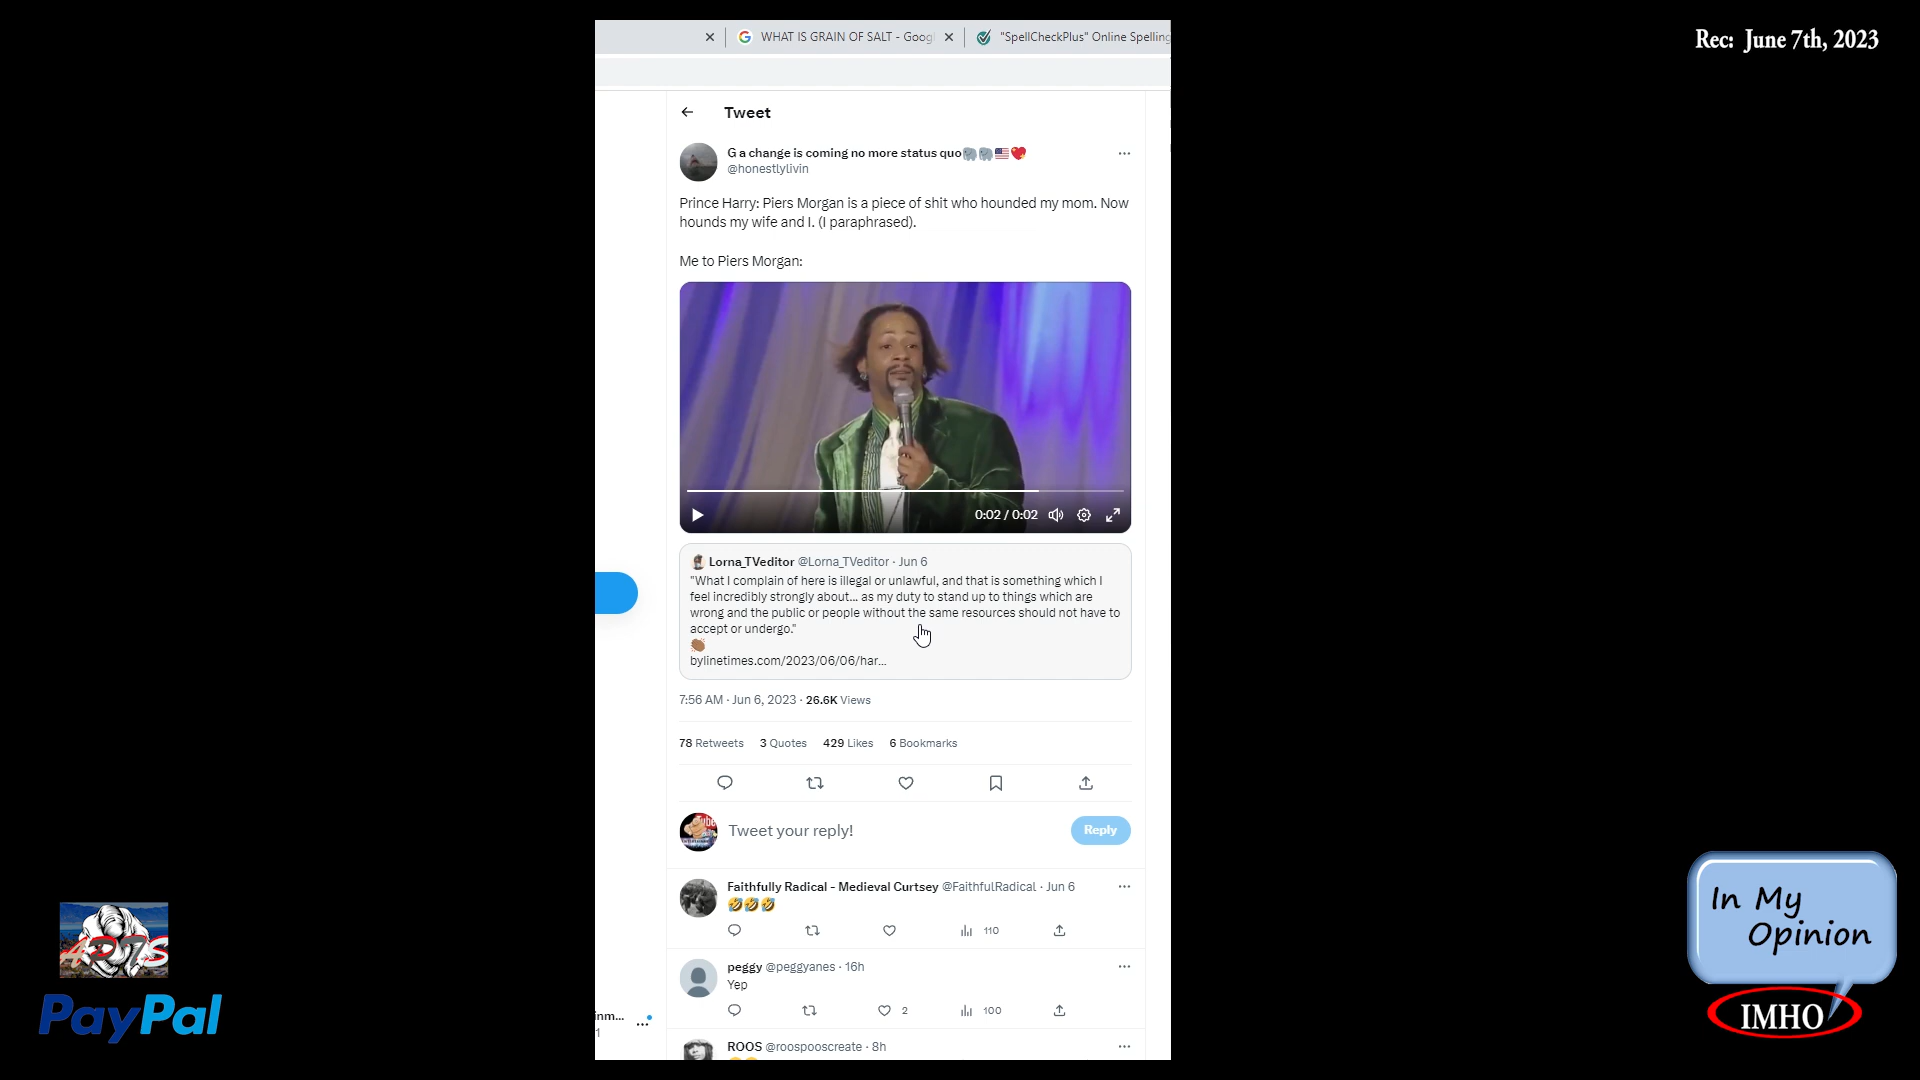 WHAT IS GRAIN OF SALT - Goog
"SpellCheckPlus" Online Spelling
Rec: June 7th, 2023
Tweet
G a change is coming no more status quo🐘🐘🇺🇸💖
@honestlylivin
Prince Harry: Piers Morgan is a piece of shit who hounded my mom. Now
hounds my wife and I. (I paraphrased).
Me to Piers Morgan:
0:02 / 0:02
Lorna_TVeditor @Lorna_TVeditor · Jun 6
"What I complain of here is illegal or unlawful, and that is something which I
feel incredibly strongly about... as my duty to stand up to things which are
wrong and the public or people without the same resources should not have to
accept or undergo."
👏🏾
bylinetimes.com/2023/06/06/har...
7:56 AM · Jun 6, 2023 · 26.6K Views
78 Retweets 3 Quotes 429 Likes 6 Bookmarks
Tweet your reply!
Reply
Faithfully Radical - Medieval Curtsey @FaithfulRadical · Jun 6
🤣🤣🤣
110
peggy @peggyanes · 16h
Yep
2 100
ROOS @roospooscreate · 8h
inm...
1
PayPal
In My
Opinion
IMHO